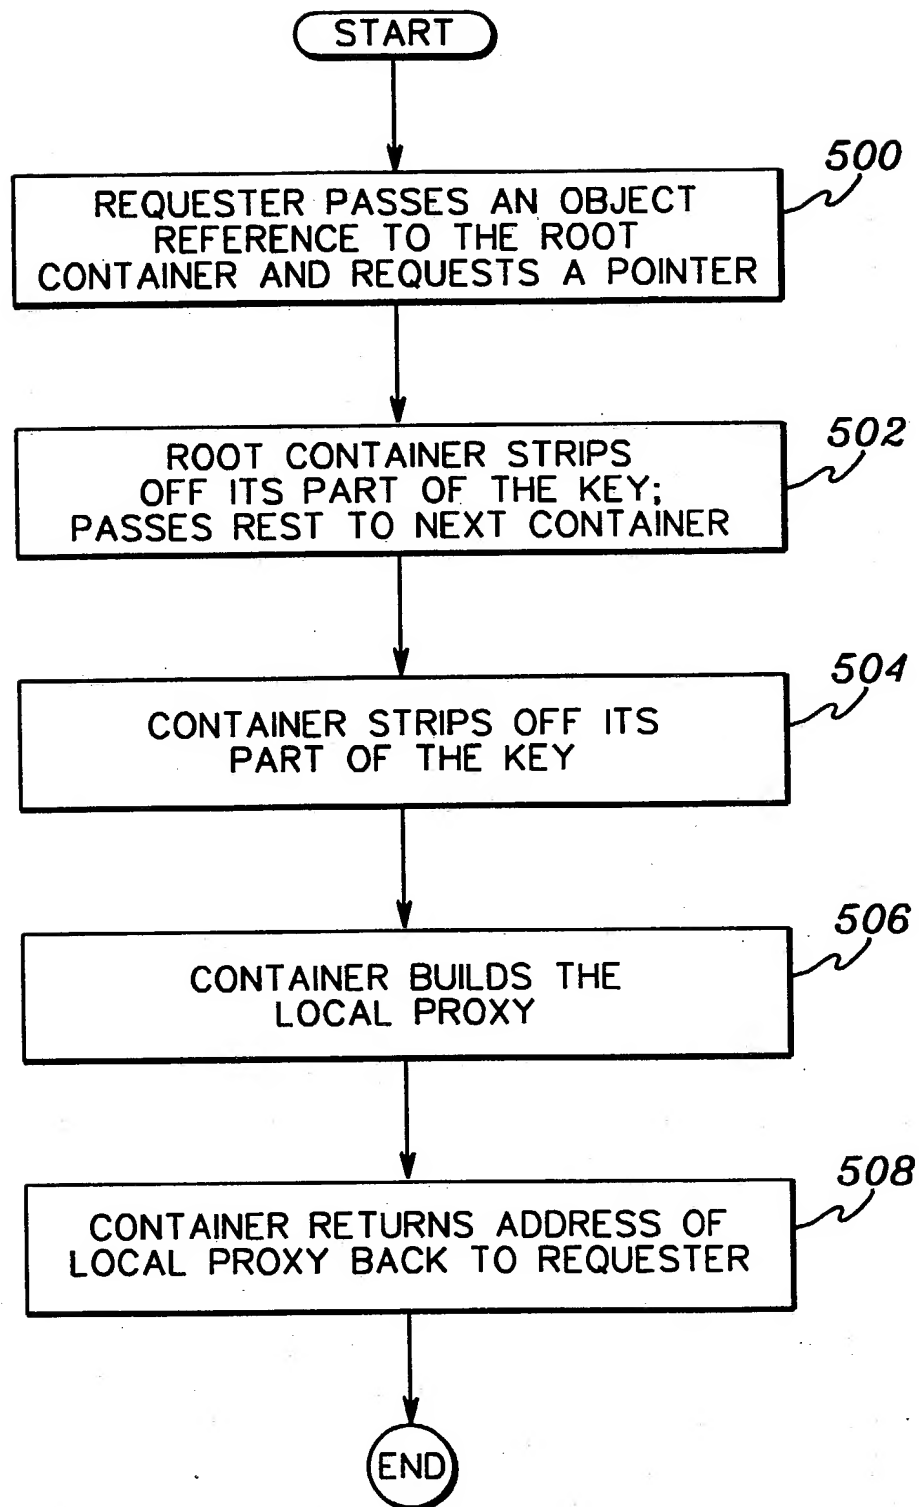 START
500
REQUESTER PASSES AN OBJECT
REFERENCE TO THE ROOT
CONTAINER AND REQUESTS A POINTER
502
ROOT CONTAINER STRIPS
OFF ITS PART OF THE KEY;
PASSES REST TO NEXT CONTAINER
504
CONTAINER STRIPS OFF ITS
PART OF THE KEY
506
CONTAINER BUILDS THE
LOCAL PROXY
508
CONTAINER RETURNS ADDRESS OF
LOCAL PROXY BACK TO REQUESTER
END